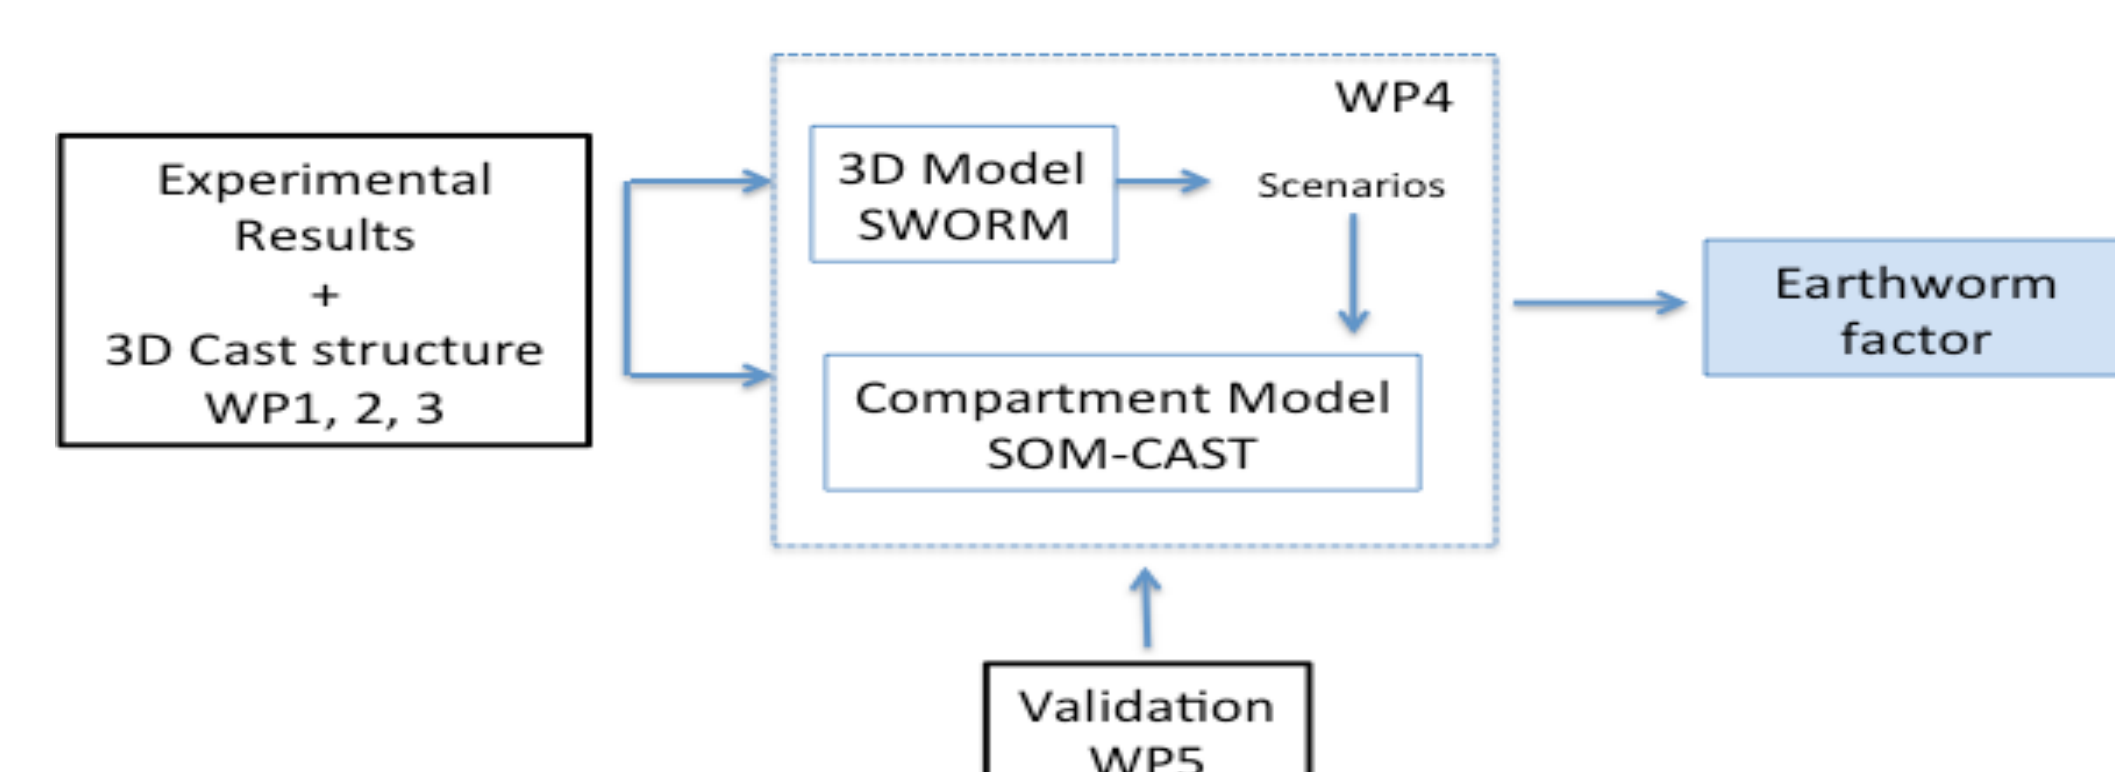 Experimental
Results
+
3D Cast structure
WP1, 2, 3
WP4
3D Model
SWORM
Scenarios
Compartment Model
SOM-CAST
Earthworm
factor
Validation
WP5